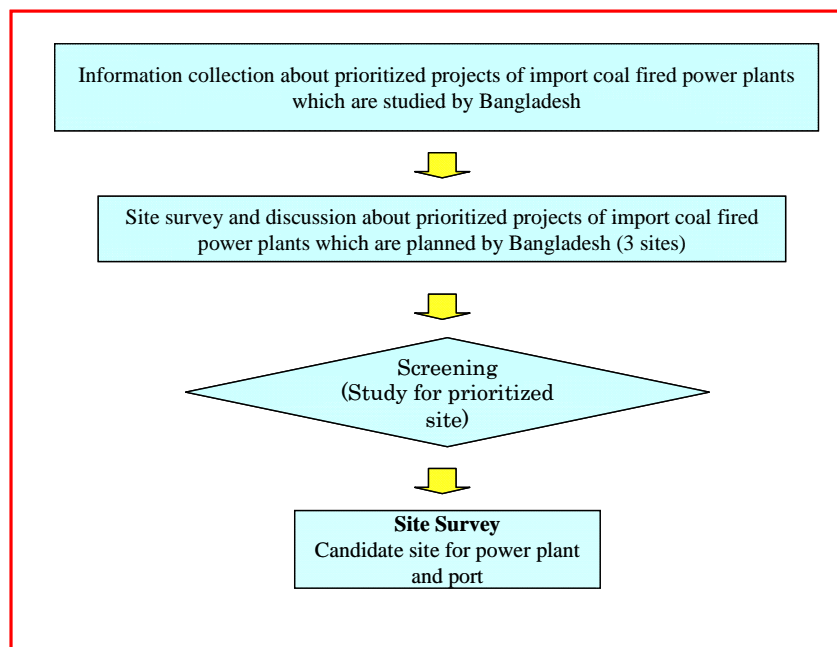 Information collection about prioritized projects of import coal fired power plants
which are studied by Bangladesh
Site survey and discussion about prioritized projects of import coal fired
power plants which are planned by Bangladesh (3 sites)
Screening
(Study for prioritized
site)
Site Survey
Candidate site for power plant
and port